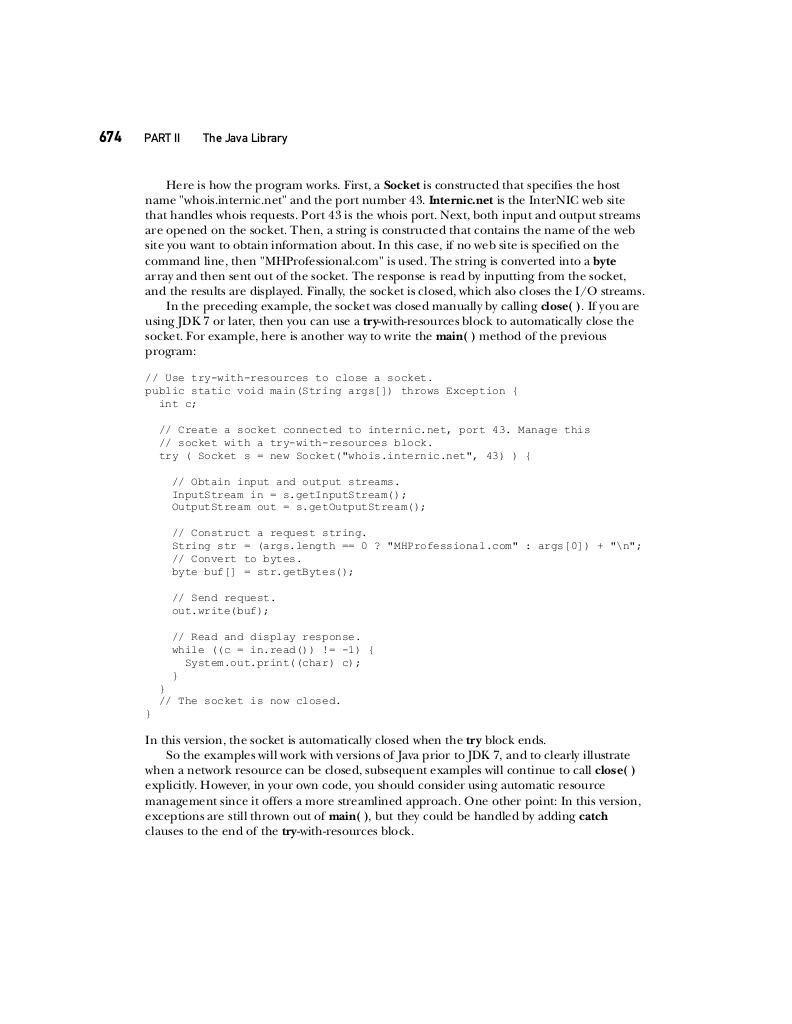 674 PART II The Java Library
Here is how the program works. First, a Socket is constructed that specifies the host
name "whois.internic.net" and the port number 43. Internic.net is the InterNIC web site
that handles whois requests. Port 43 is the whois port. Next, both input and output streams
are opened on the socket. Then, a string is constructed that contains the name of the web
site you want to obtain information about. In this case, if no web site is specified on the
command line, then "MHProfessional.com" is used. The string is converted into a byte
array and then sent out of the socket. The response is read by inputting from the socket,
and the results are displayed. Finally, the socket is closed, which also closes the I/O streams.
In the preceding example, the socket was closed manually by calling close( ). If you are
using JDK 7 or later, then you can use a try-with-resources block to automatically close the
socket. For example, here is another way to write the main( ) method of the previous
program:
// Use try-with-resources to close a socket.
public static void main(String args[]) throws Exception {
int c;
// Create a socket connected to internic.net, port 43. Manage this
// socket with a try-with-resources block.
try ( Socket s = new Socket("whois.internic.net", 43) ) {
// Obtain input and output streams.
InputStream in = s.getInputStream();
OutputStream out = s.getOutputStream();
// Construct a request string.
String str = (args.length == 0 ? "MHProfessional.com" : args[0]) + "\n";
// Convert to bytes.
byte buf[] = str.getBytes();
// Send request.
out.write(buf);
// Read and display response.
while ((c = in.read()) != -1) {
System.out.print((char) c);
}
}
// The socket is now closed.
}
In this version, the socket is automatically closed when the try block ends.
So the examples will work with versions of Java prior to JDK 7, and to clearly illustrate
when a network resource can be closed, subsequent examples will continue to call close( )
explicitly. However, in your own code, you should consider using automatic resource
management since it offers a more streamlined approach. One other point: In this version,
exceptions are still thrown out of main( ), but they could be handled by adding catch
clauses to the end of the try-with-resources block.